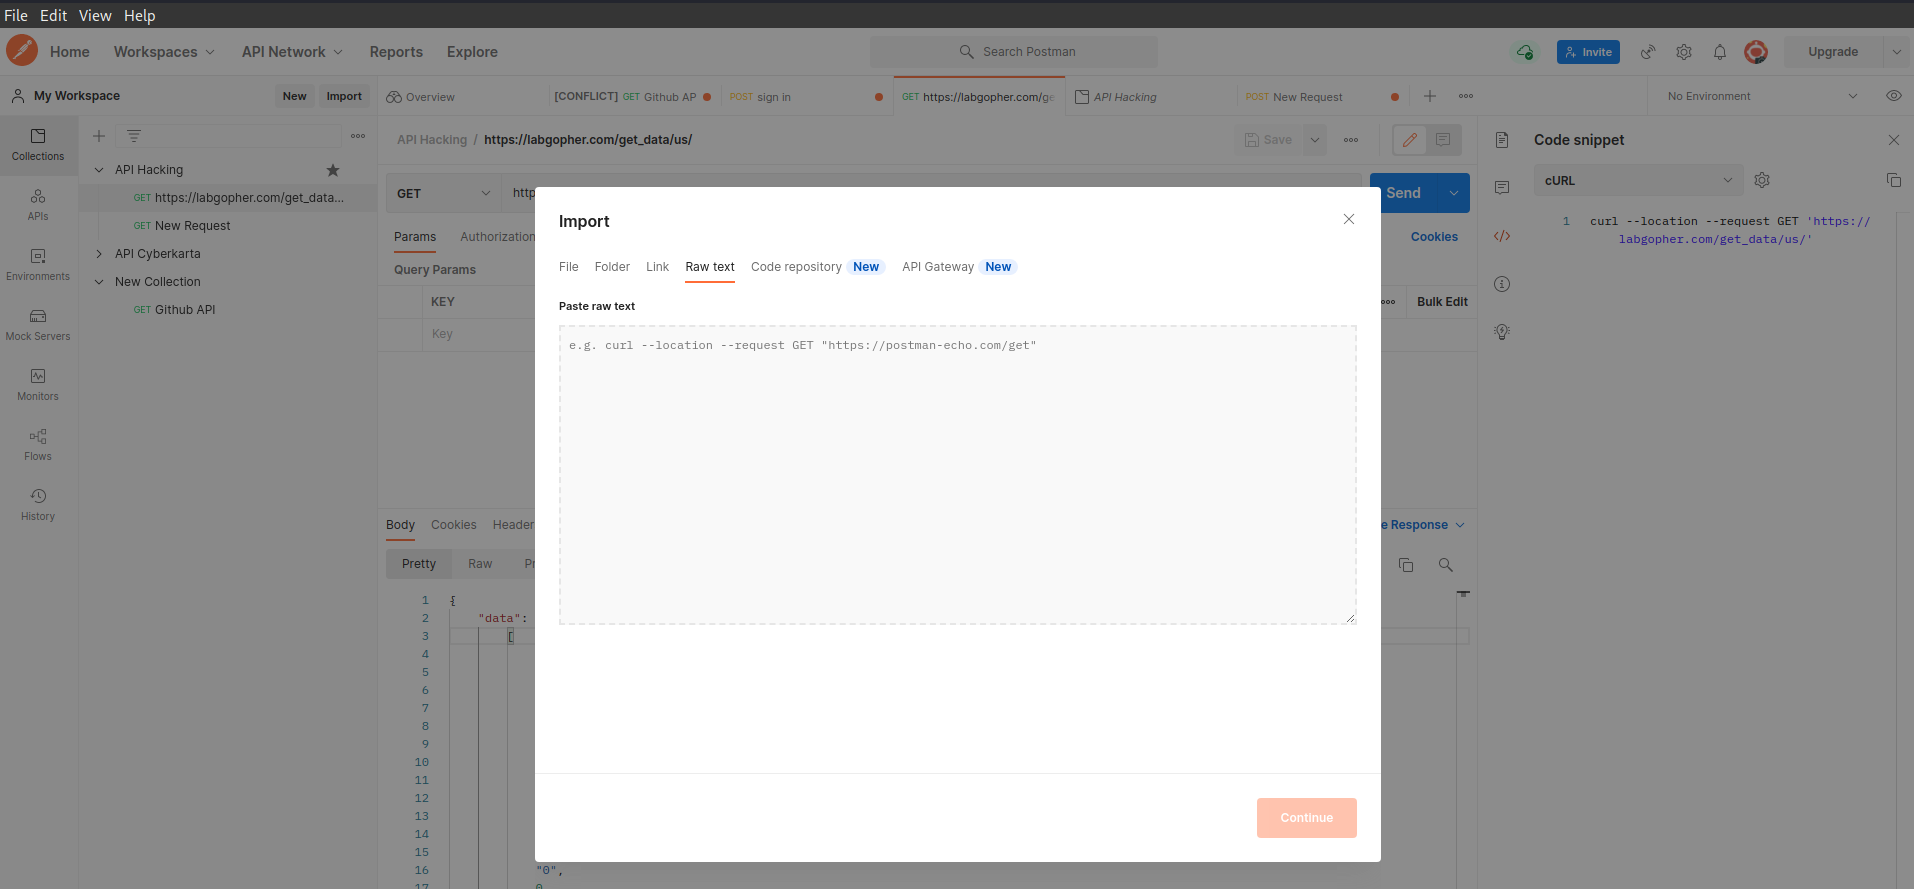 File Edit View Help
Home Workspaces API Network Reports Explore Search Postman Invite Upgrade
My Workspace New Import Overview [CONFLICT] GET Github AP POST sign in GET https://labgopher.com/ge API Hacking POST New Request No Environment
Collections
APIs
Environments
Mock Servers
Monitors
Flows
History
API Hacking
GET https://labgopher.com/get_data...
GET New Request
API Cyberkarta
New Collection
GET Github API
API Hacking / https://labgopher.com/get_data/us/ Save
GET http Send
Params Authorization Cookies
Query Params
KEY Bulk Edit
Key
Import
File Folder Link Raw text Code repository New API Gateway New
Paste raw text
e.g. curl --location --request GET "https://postman-echo.com/get"
Continue
Body Cookies Header e Response
Pretty Raw Pr
1 {
2 "data":
3 [
4
5
6
7
8
9
10
11
12
13
14
15
16 "0",
17 0
Code snippet
cURL
1 curl --location --request GET 'https://
labgopher.com/get_data/us/'